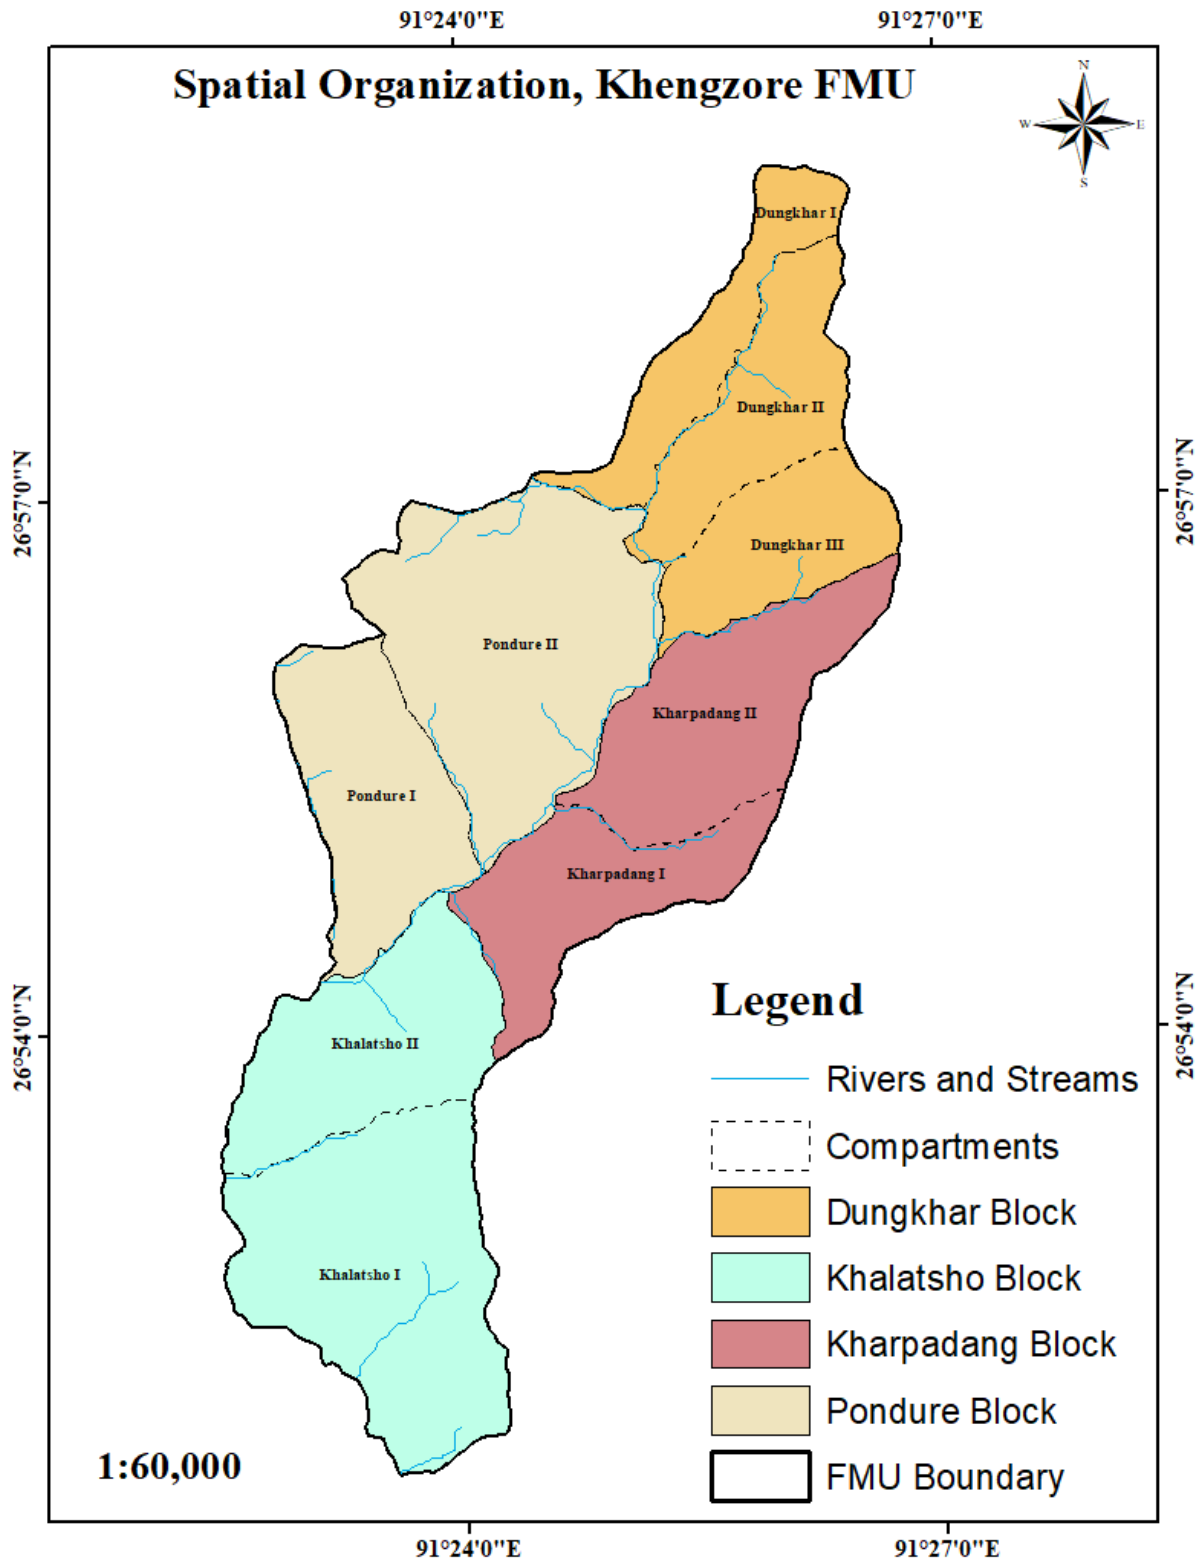 91°24'0"E 91°27'0"E
Spatial Organization, Khengzore FMU
N
W E
S
Dungkhar I
Dungkhar II
26°57'0"N 26°57'0"N
Dungkhar III
Pondure II
Kharpadang II
Pondure I
Kharpadang I
Legend
26°54'0"N 26°54'0"N
Khalatsho II
Rivers and Streams
Compartments
Dungkhar Block
Khalatsho I
Khalatsho Block
Kharpadang Block
Pondure Block
1:60,000
FMU Boundary
91°24'0"E 91°27'0"E